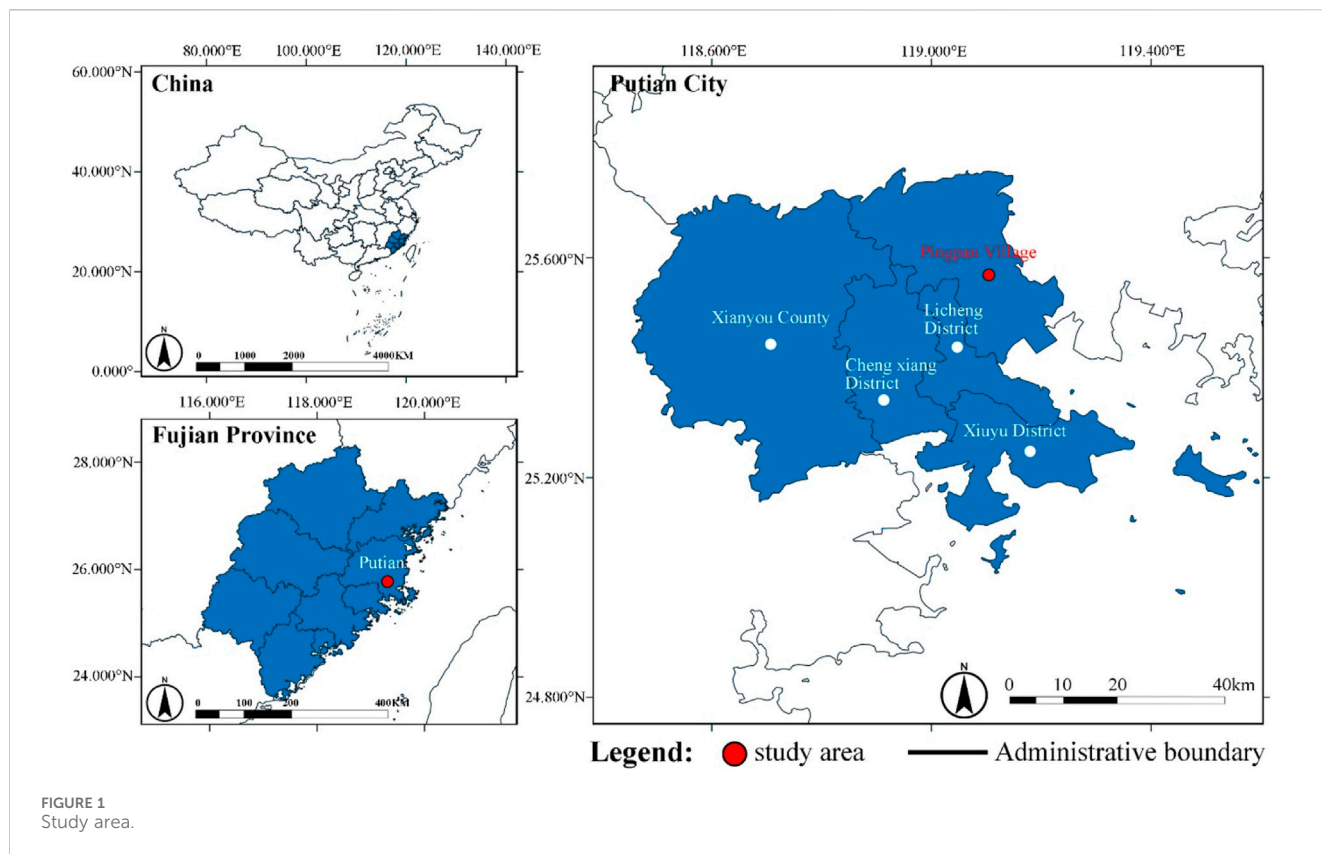 80.000°E 100.000°E 120.000°E 140.000°E
60.000°N
China
40.000°N
20.000°N
0.000°
N
0 1000 2000 4000KM
116.000°E 118.000°E 120.000°E
Fujian Province
28.000°N
26.000°N
24.000°N
Putian
N
0 100 200 400KM
118.600°E 119.000°E 119.400°E
Putian City
25.600°N
25.200°N
24.800°N
Pingpan Village
Xianyou County
Licheng
District
Cheng xiang
District
Xiuyu District
N
0 10 20 40km
Legend: study area Administrative boundary
FIGURE 1
Study area.